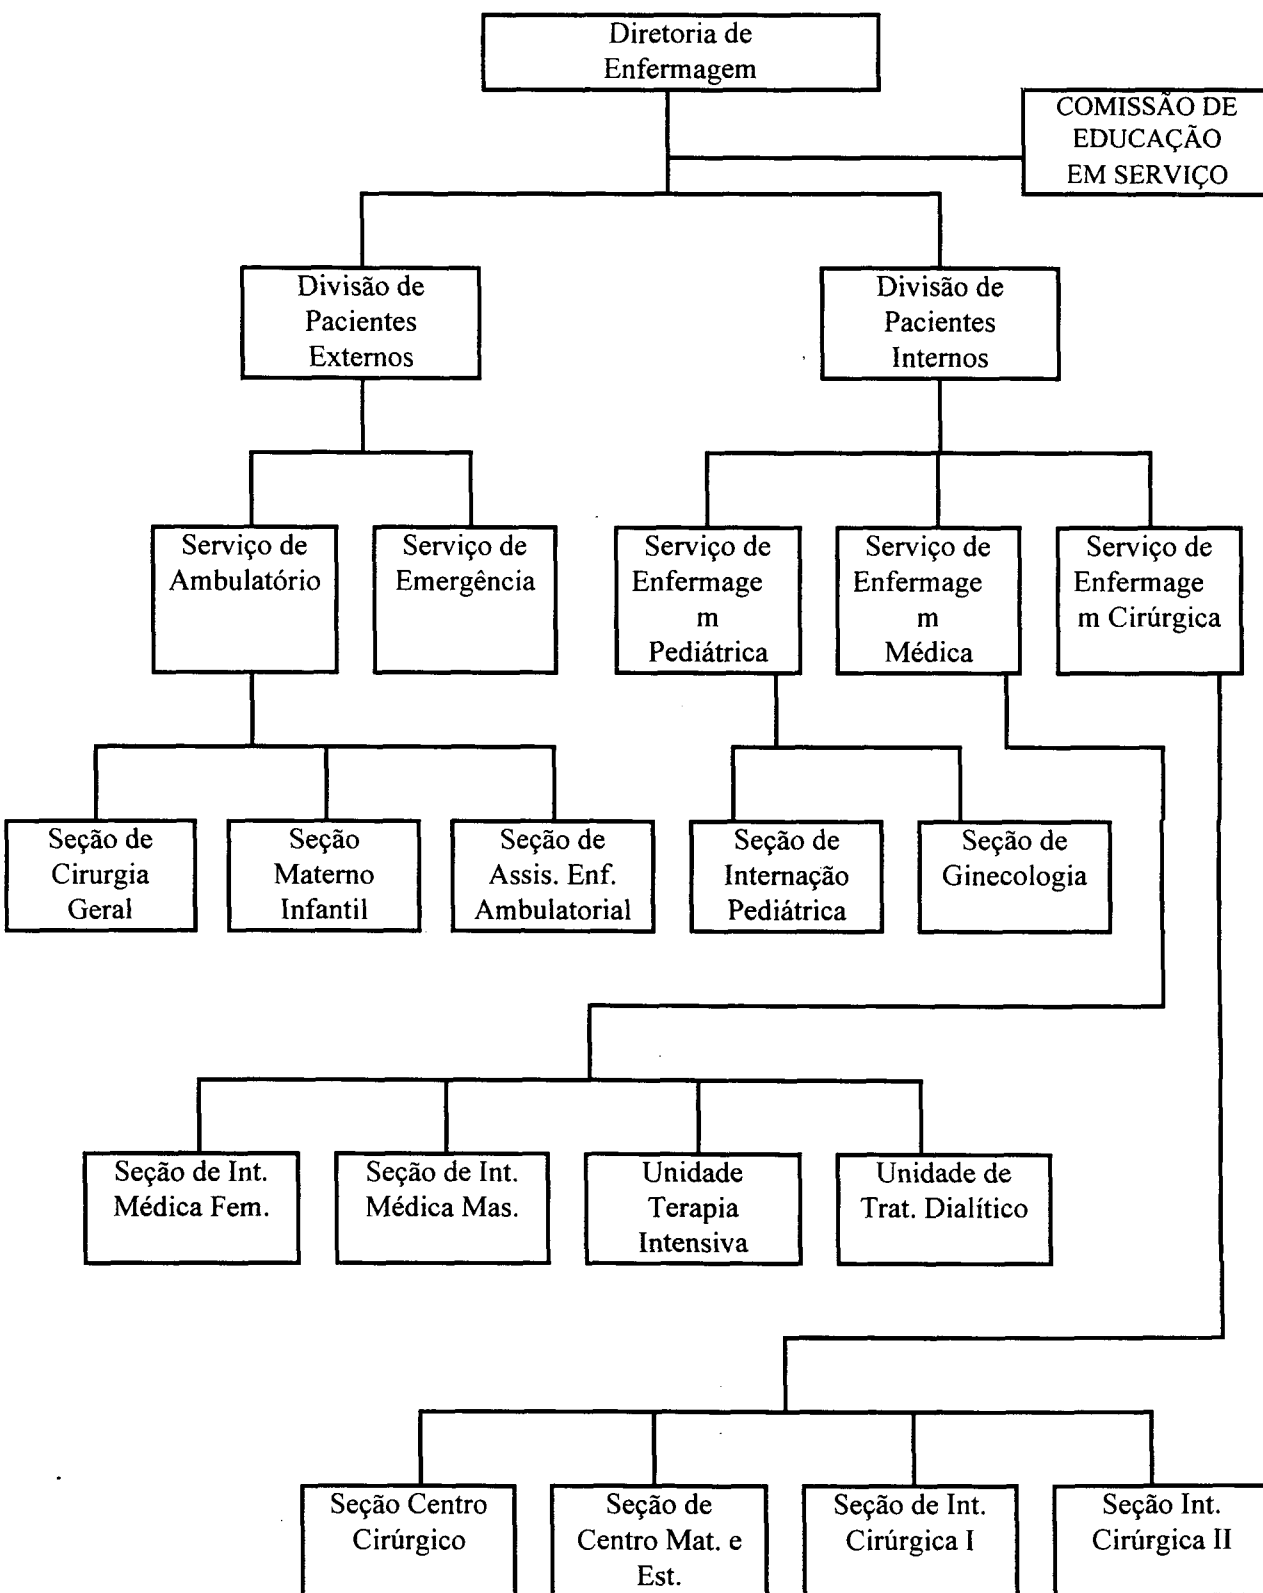 Diretoria de
Enfermagem
COMISSÃO DE
EDUCAÇÃO
EM SERVIÇO
Divisão de
Pacientes
Externos
Divisão de
Pacientes
Internos
Serviço de
Ambulatório
Serviço de
Emergência
Serviço de
Enfermage
m
Pediátrica
Serviço de
Enfermage
m
Médica
Serviço de
Enfermage
m Cirúrgica
Seção de
Cirurgia
Geral
Seção
Materno
Infantil
Seção de
Assis. Enf.
Ambulatorial
Seção de
Internação
Pediátrica
Seção de
Ginecologia
Seção de Int.
Médica Fem.
Seção de Int.
Médica Mas.
Unidade
Terapia
Intensiva
Unidade de
Trat. Dialítico
Seção Centro
Cirúrgico
Seção de
Centro Mat. e
Est.
Seção de Int.
Cirúrgica I
Seção Int.
Cirúrgica II